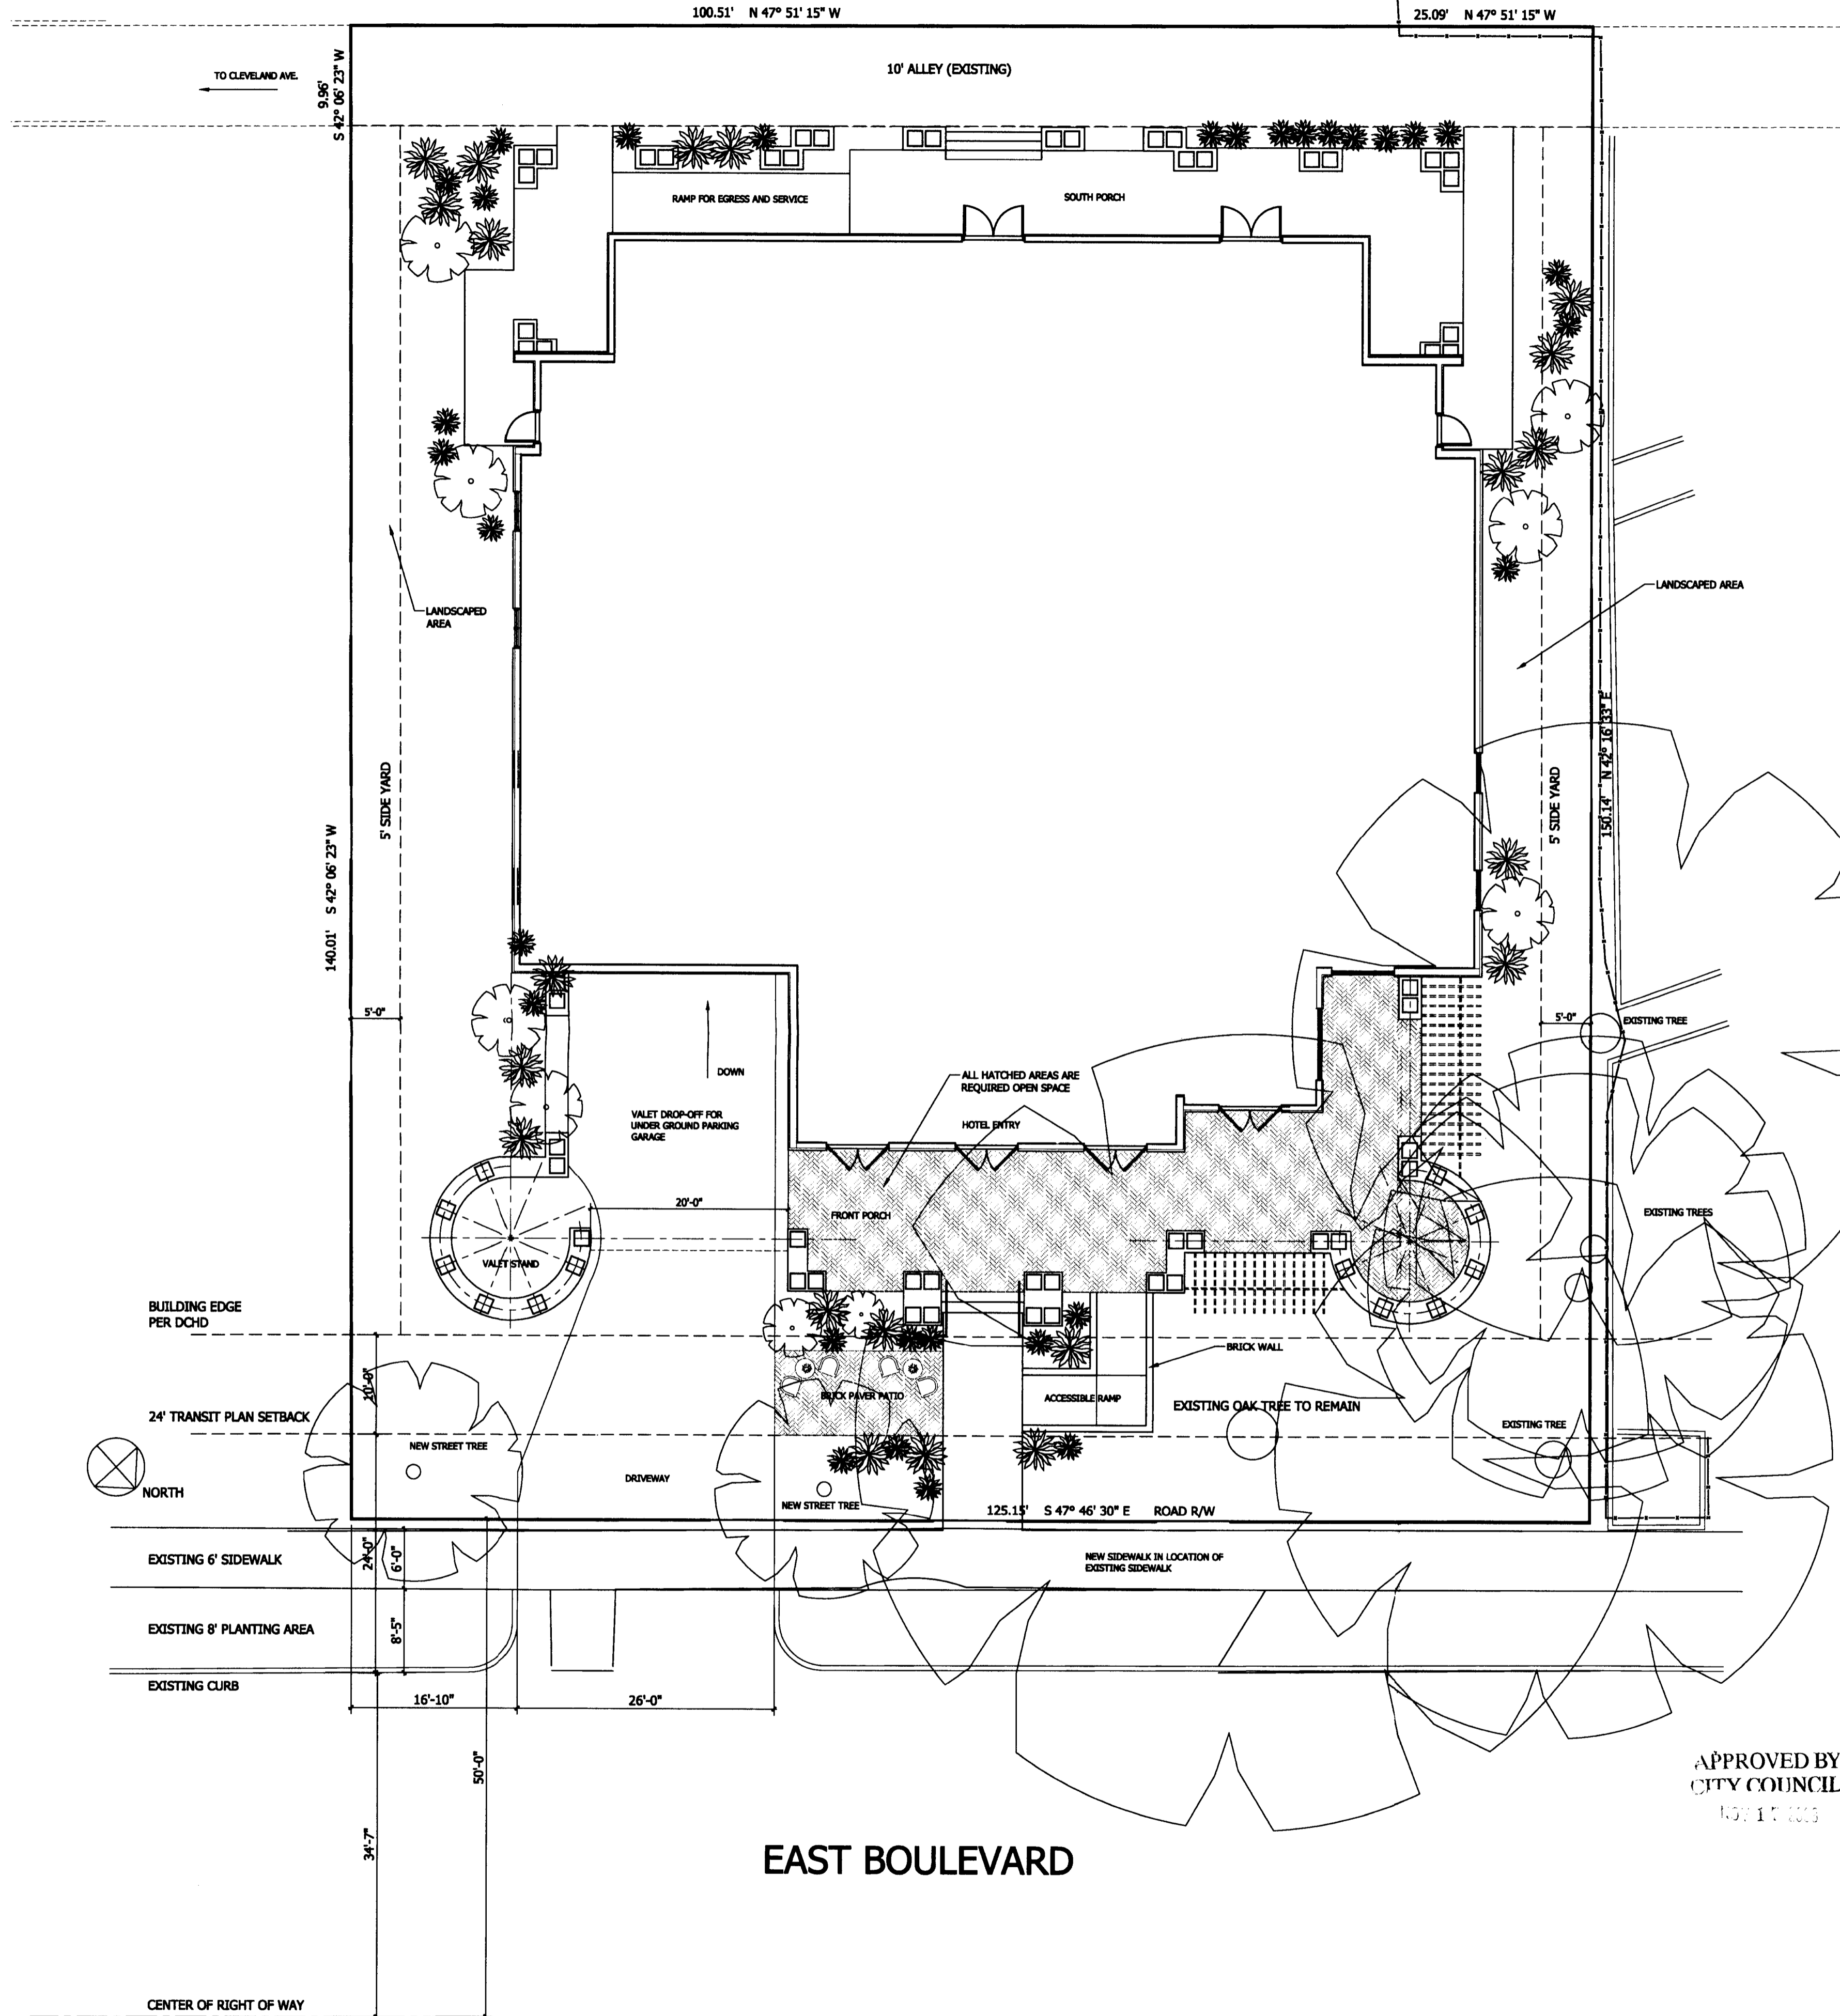 100.51'    N 47° 51' 15" W
25.09'    N 47° 51' 15" W
TO CLEVELAND AVE.
9.96'
S 42° 06' 23" W
10' ALLEY (EXISTING)
RAMP FOR EGRESS AND SERVICE
SOUTH PORCH
LANDSCAPED
AREA
LANDSCAPED AREA
5' SIDE YARD
140.01'    S 42° 06' 23" W
5' SIDE YARD
150.14'    N 42° 16' 33" E
5'-0"
5'-0"
EXISTING TREE
DOWN
ALL HATCHED AREAS ARE
REQUIRED OPEN SPACE
VALET DROP-OFF FOR
UNDER GROUND PARKING
GARAGE
HOTEL ENTRY
20'-0"
FRONT PORCH
EXISTING TREES
VALET STAND
BUILDING EDGE
PER DCHD
BRICK WALL
10'-0"
BRICK PAVER PATIO
ACCESSIBLE RAMP
EXISTING OAK TREE TO REMAIN
24' TRANSIT PLAN SETBACK
EXISTING TREE
NEW STREET TREE
NORTH
DRIVEWAY
NEW STREET TREE
125.15'    S 47° 46' 30" E    ROAD R/W
EXISTING 6' SIDEWALK
24'-0"
6'-0"
NEW SIDEWALK IN LOCATION OF
EXISTING SIDEWALK
EXISTING 8' PLANTING AREA
8'-5"
EXISTING CURB
16'-10"
26'-0"
50'-0"
34'-7"
APPROVED BY
CITY COUNCIL
EAST BOULEVARD
CENTER OF RIGHT OF WAY